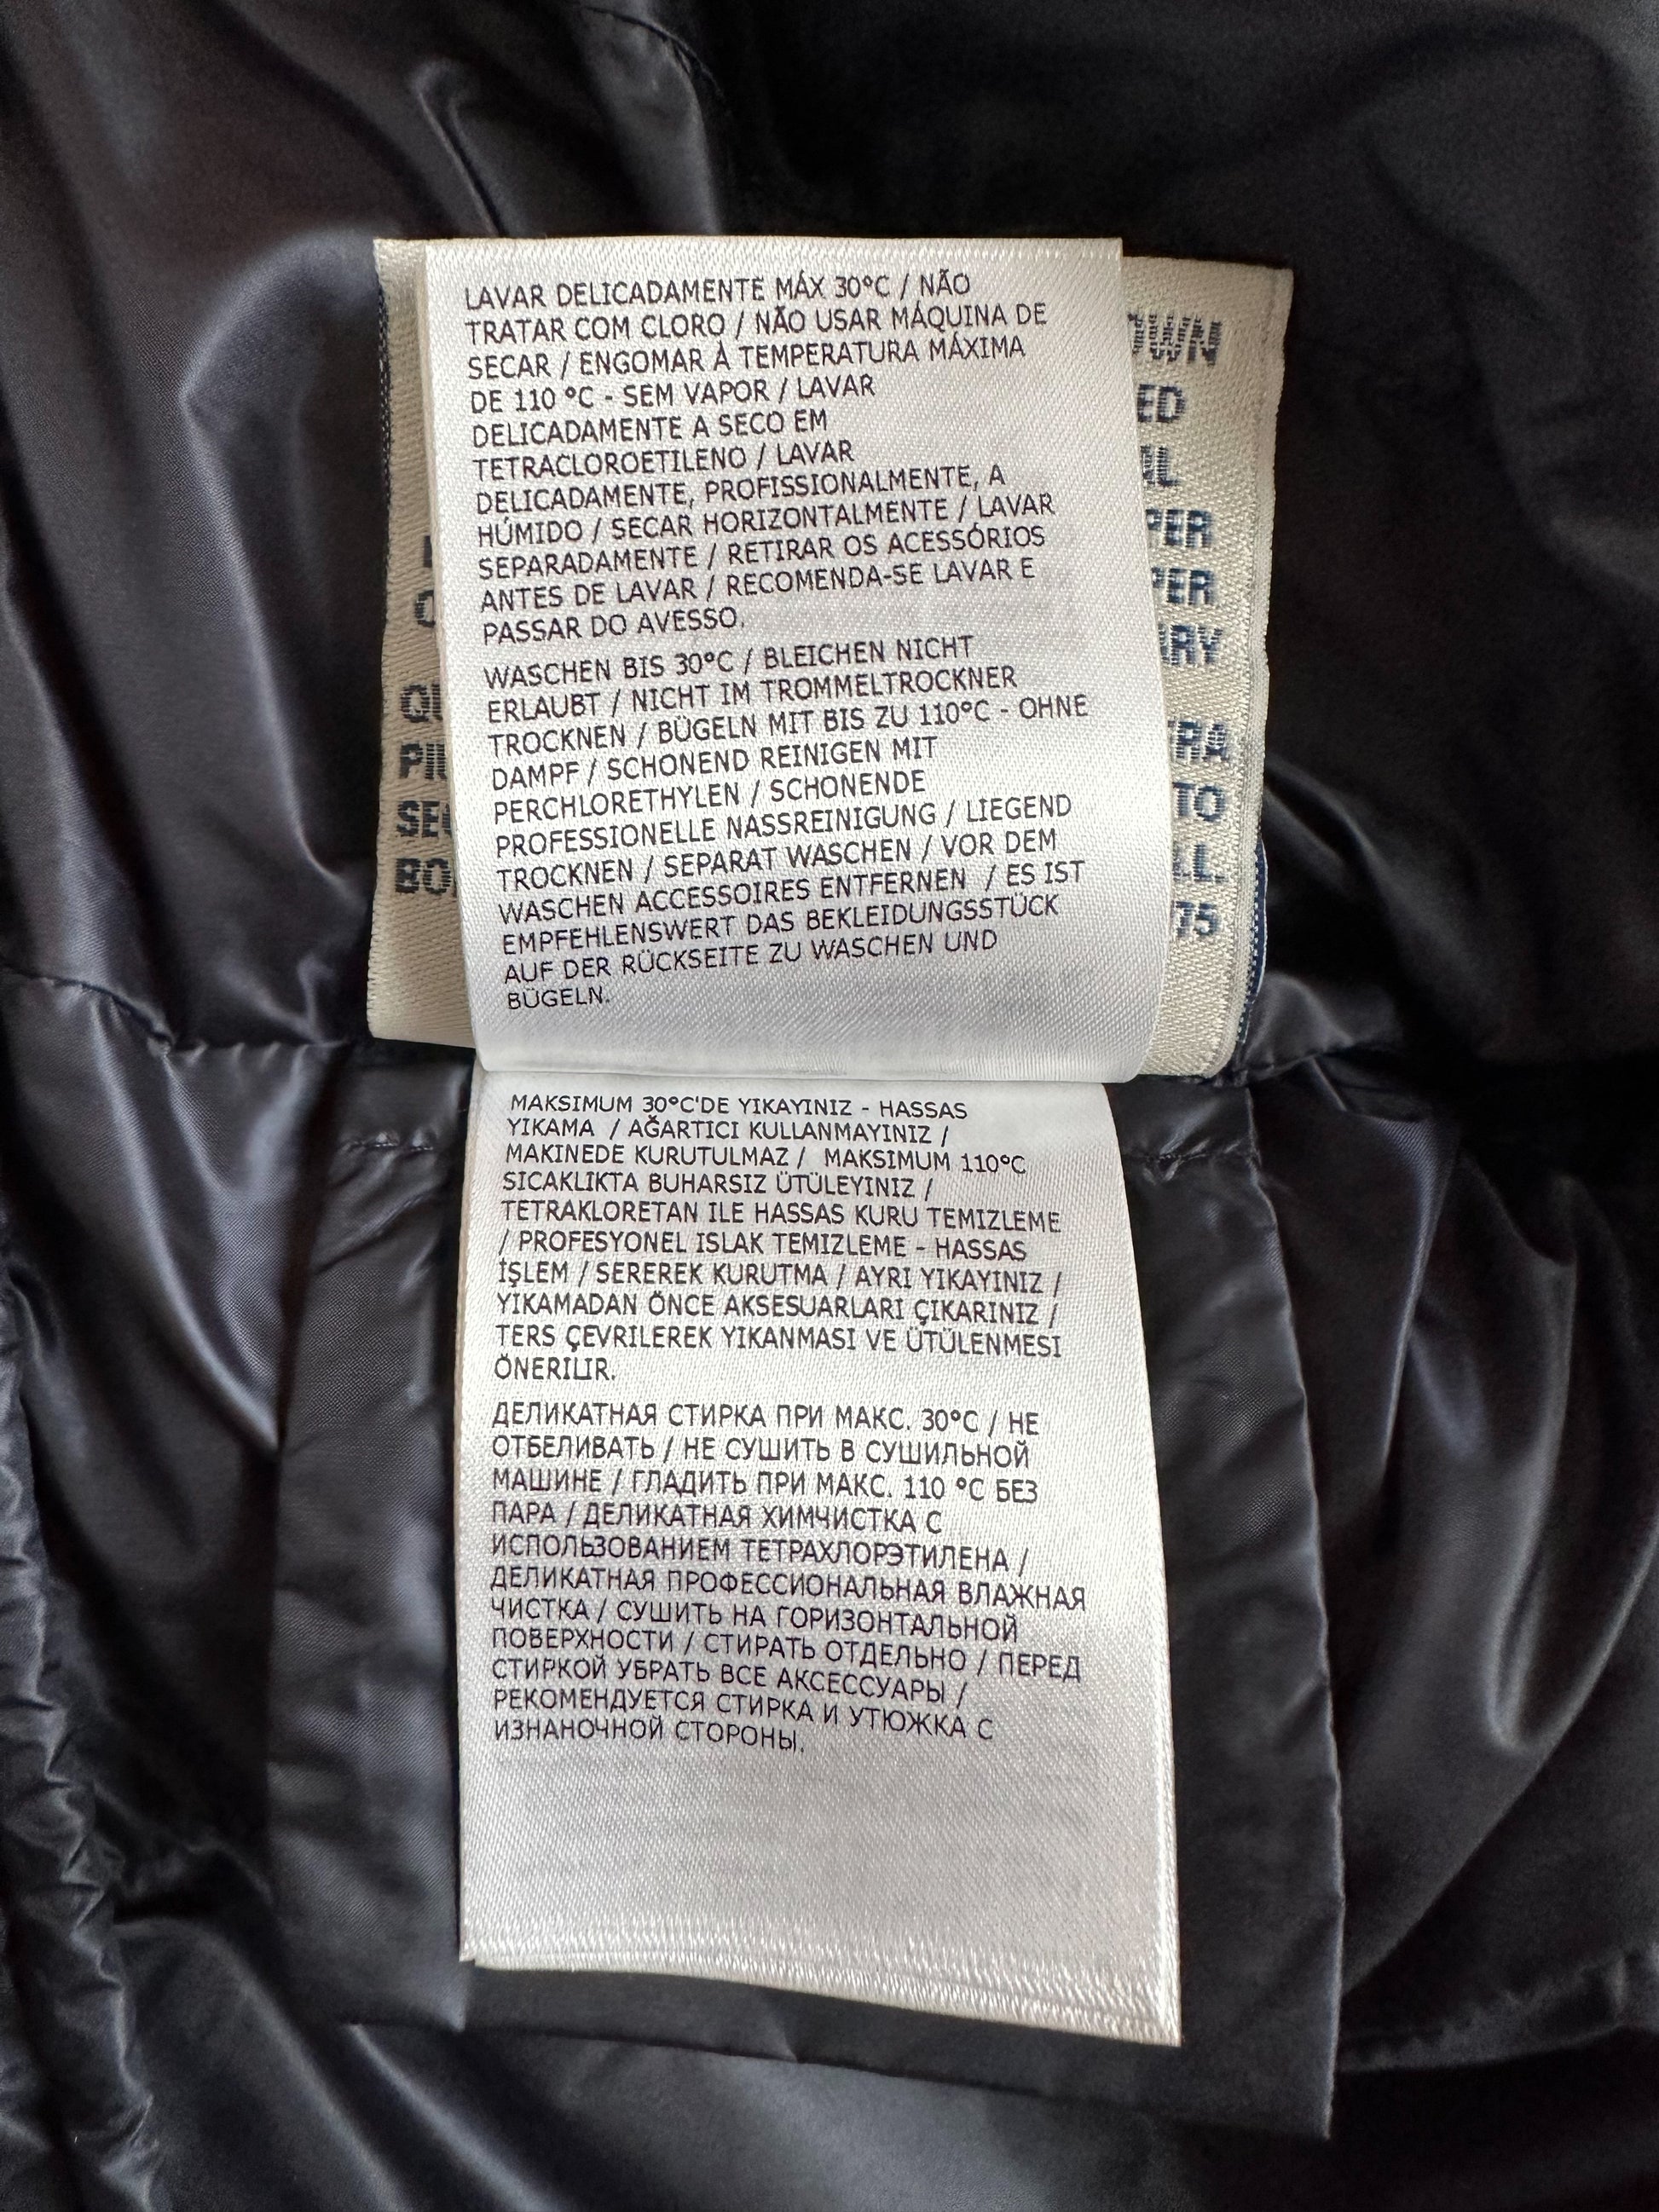 LAVAR DELICADAMENTE MÁX 30°C / NÃO
TRATAR COM CLORO / NÃO USAR MÁQUINA DE
SECAR / ENGOMAR À TEMPERATURA MÁXIMA
DE 110 °C - SEM VAPOR / LAVAR
DELICADAMENTE A SECO EM
TETRACLOROETILENO / LAVAR
DELICADAMENTE, PROFISSIONALMENTE, A
HÚMIDO / SECAR HORIZONTALMENTE / LAVAR
SEPARADAMENTE / RETIRAR OS ACESSÓRIOS
ANTES DE LAVAR / RECOMENDA-SE LAVAR E
PASSAR DO AVESSO.
WASCHEN BIS 30°C / BLEICHEN NICHT
ERLAUBT / NICHT IM TROMMELTROCKNER
TROCKNEN / BÜGELN MIT BIS ZU 110°C - OHNE
DAMPF / SCHONEND REINIGEN MIT
PERCHLORETHYLEN / SCHONENDE
PROFESSIONELLE NASSREINIGUNG / LIEGEND
TROCKNEN / SEPARAT WASCHEN / VOR DEM
WASCHEN ACCESSOIRES ENTFERNEN / ES IST
EMPFEHLENSWERT DAS BEKLEIDUNGSSTÜCK
AUF DER RÜCKSEITE ZU WASCHEN UND
BÜGELN.
MAKSIMUM 30°C'DE YIKAYINIZ - HASSAS
YIKAMA / AĞARTICI KULLANMAYINIZ /
MAKINEDE KURUTULMAZ / MAKSIMUM 110°C
SICAKLIKTA BUHARSIZ ÜTÜLEYINIZ /
TETRAKLORETAN ILE HASSAS KURU TEMIZLEME
/ PROFESYONEL ISLAK TEMIZLEME - HASSAS
İŞLEM / SEREREK KURUTMA / AYRI YIKAYINIZ /
YIKAMADAN ÖNCE AKSESUARLARI ÇIKARINIZ /
TERS ÇEVRILEREK YIKANMASI VE ÜTÜLENMESI
ÖNERILIR.
ДЕЛИКАТНАЯ СТИРКА ПРИ МАКС. 30°C / НЕ
ОТБЕЛИВАТЬ / НЕ СУШИТЬ В СУШИЛЬНОЙ
МАШИНЕ / ГЛАДИТЬ ПРИ МАКС. 110 °C БЕЗ
ПАРА / ДЕЛИКАТНАЯ ХИМЧИСТКА С
ИСПОЛЬЗОВАНИЕМ ТЕТРАХЛОРЭТИЛЕНА /
ДЕЛИКАТНАЯ ПРОФЕССИОНАЛЬНАЯ ВЛАЖНАЯ
ЧИСТКА / СУШИТЬ НА ГОРИЗОНТАЛЬНОЙ
ПОВЕРХНОСТИ / СТИРАТЬ ОТДЕЛЬНО / ПЕРЕД
СТИРКОЙ УБРАТЬ ВСЕ АКСЕССУАРЫ /
РЕКОМЕНДУЕТСЯ СТИРКА И УТЮЖКА С
ИЗНАНОЧНОЙ СТОРОНЫ.
TO
75